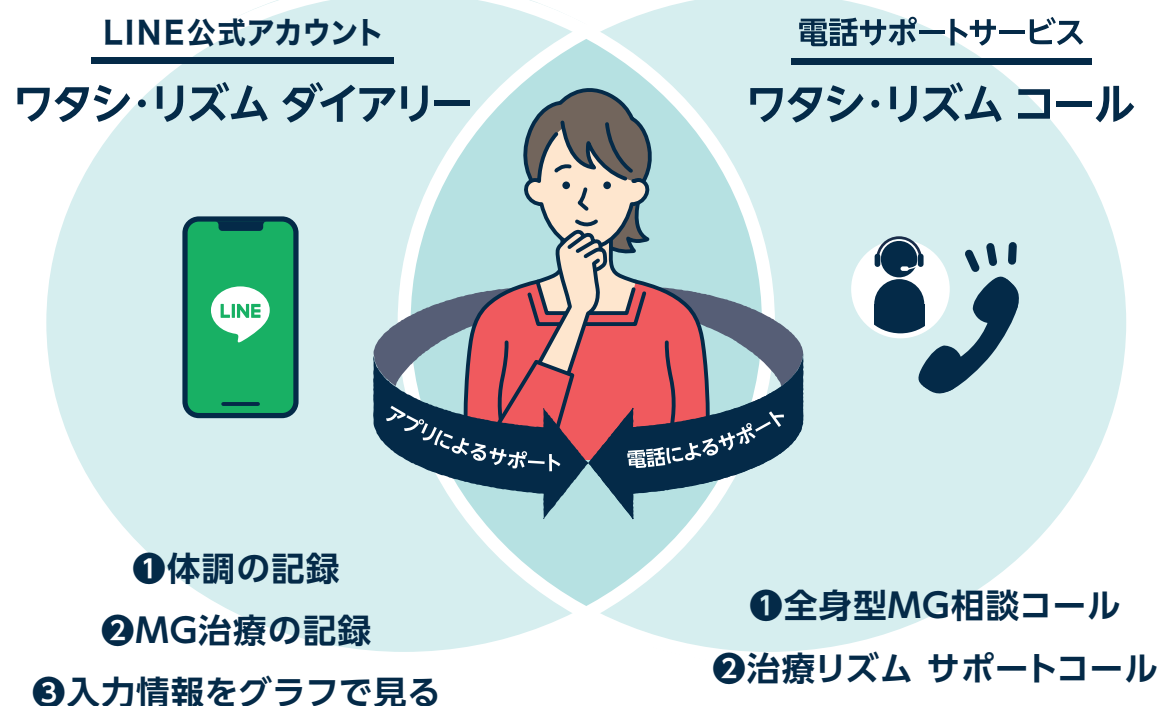 LINE公式アカウント
ワタシ・リズム ダイアリー
電話サポートサービス
ワタシ・リズム コール
LINE
アプリによるサポート
電話によるサポート
❶体調の記録
❷MG治療の記録
❸入力情報をグラフで見る
❶全身型MG相談コール
❷治療リズム サポートコール